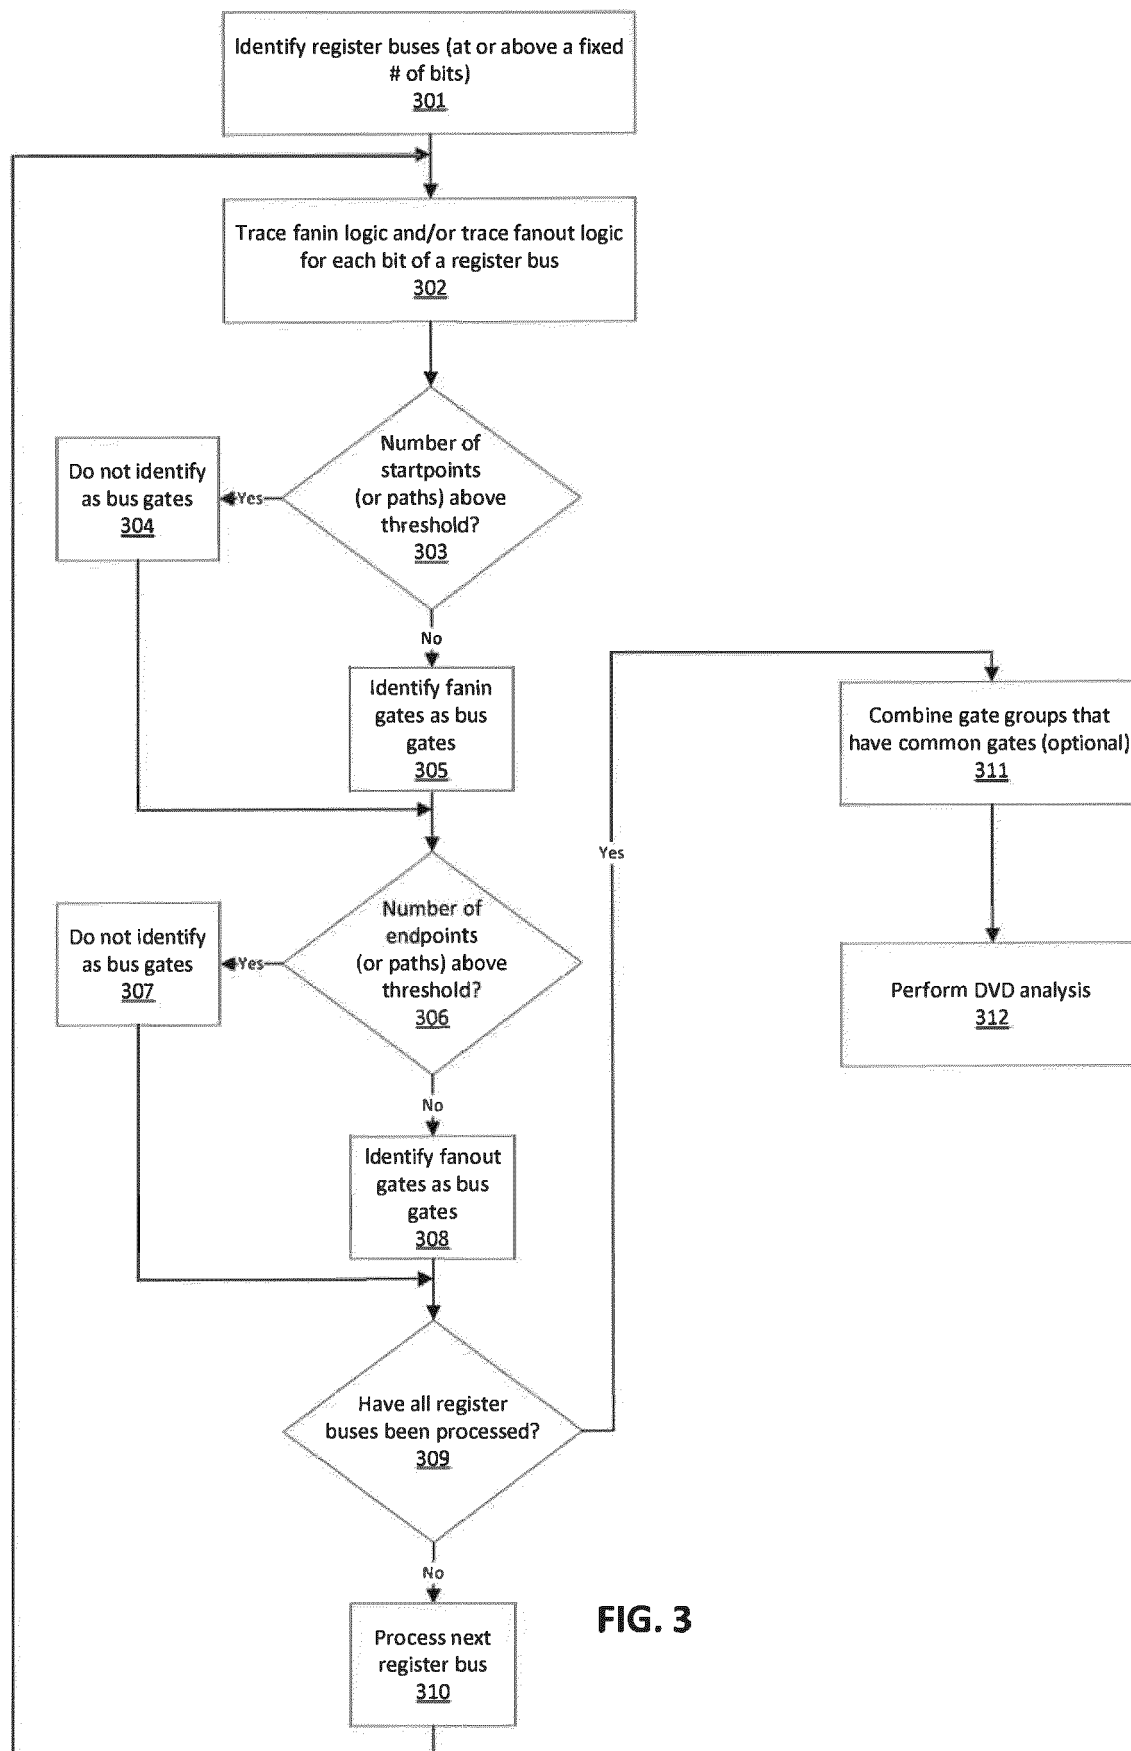 Identify register buses (at or above a fixed
# of bits)
301
Trace fanin logic and/or trace fanout logic
for each bit of a register bus
302
Number of
startpoints
(or paths) above
threshold?
303
Yes
Do not identify
as bus gates
304
No
Identify fanin
gates as bus
gates
305
Number of
endpoints
(or paths) above
threshold?
306
Yes
Do not identify
as bus gates
307
No
Identify fanout
gates as bus
gates
308
Have all register
buses been processed?
309
No
Process next
register bus
310
Yes
Combine gate groups that
have common gates (optional)
311
Perform DVD analysis
312
FIG. 3